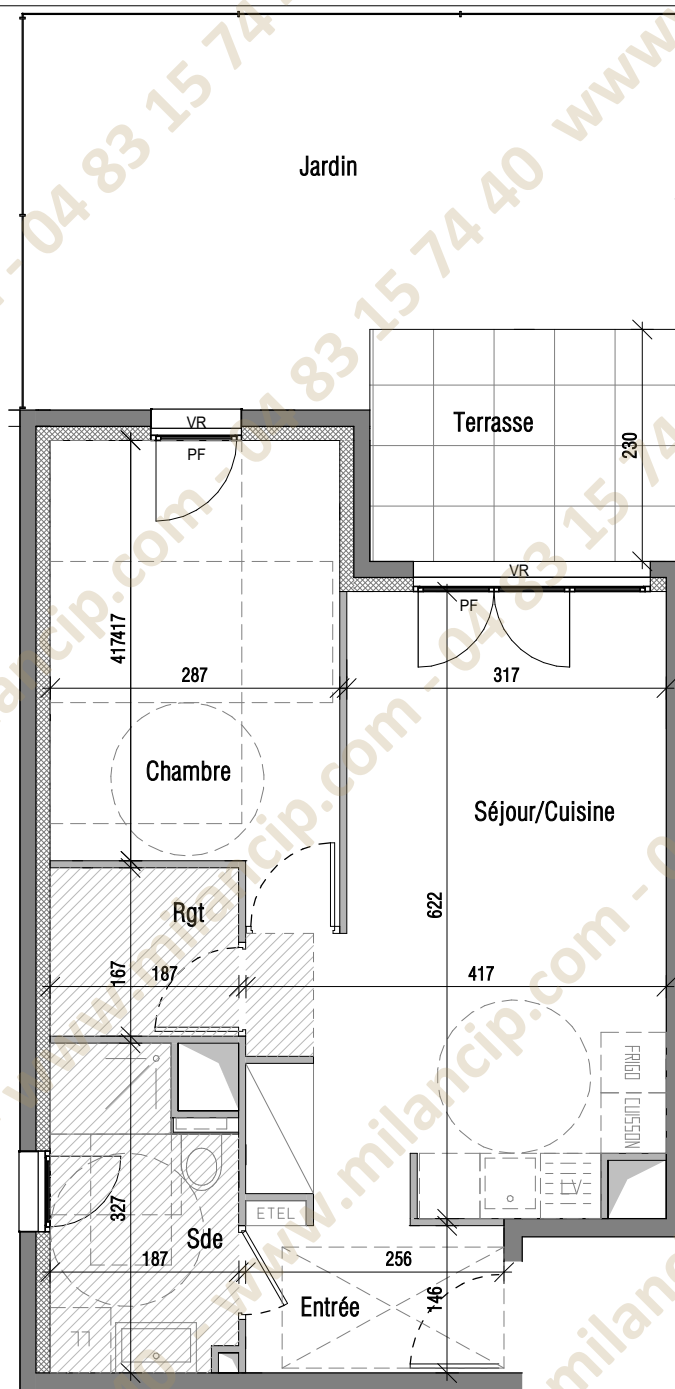 www.milancip.com - 04 83 15 74 40
Jardin
Terrasse
230
VR
PF
VR
PF
417417
287
317
Chambre
Séjour/Cuisine
622
Rgt
167
187
417
FRIGO
CUISSON
LV
ETEL
327
Sde
187
256
Entrée
146